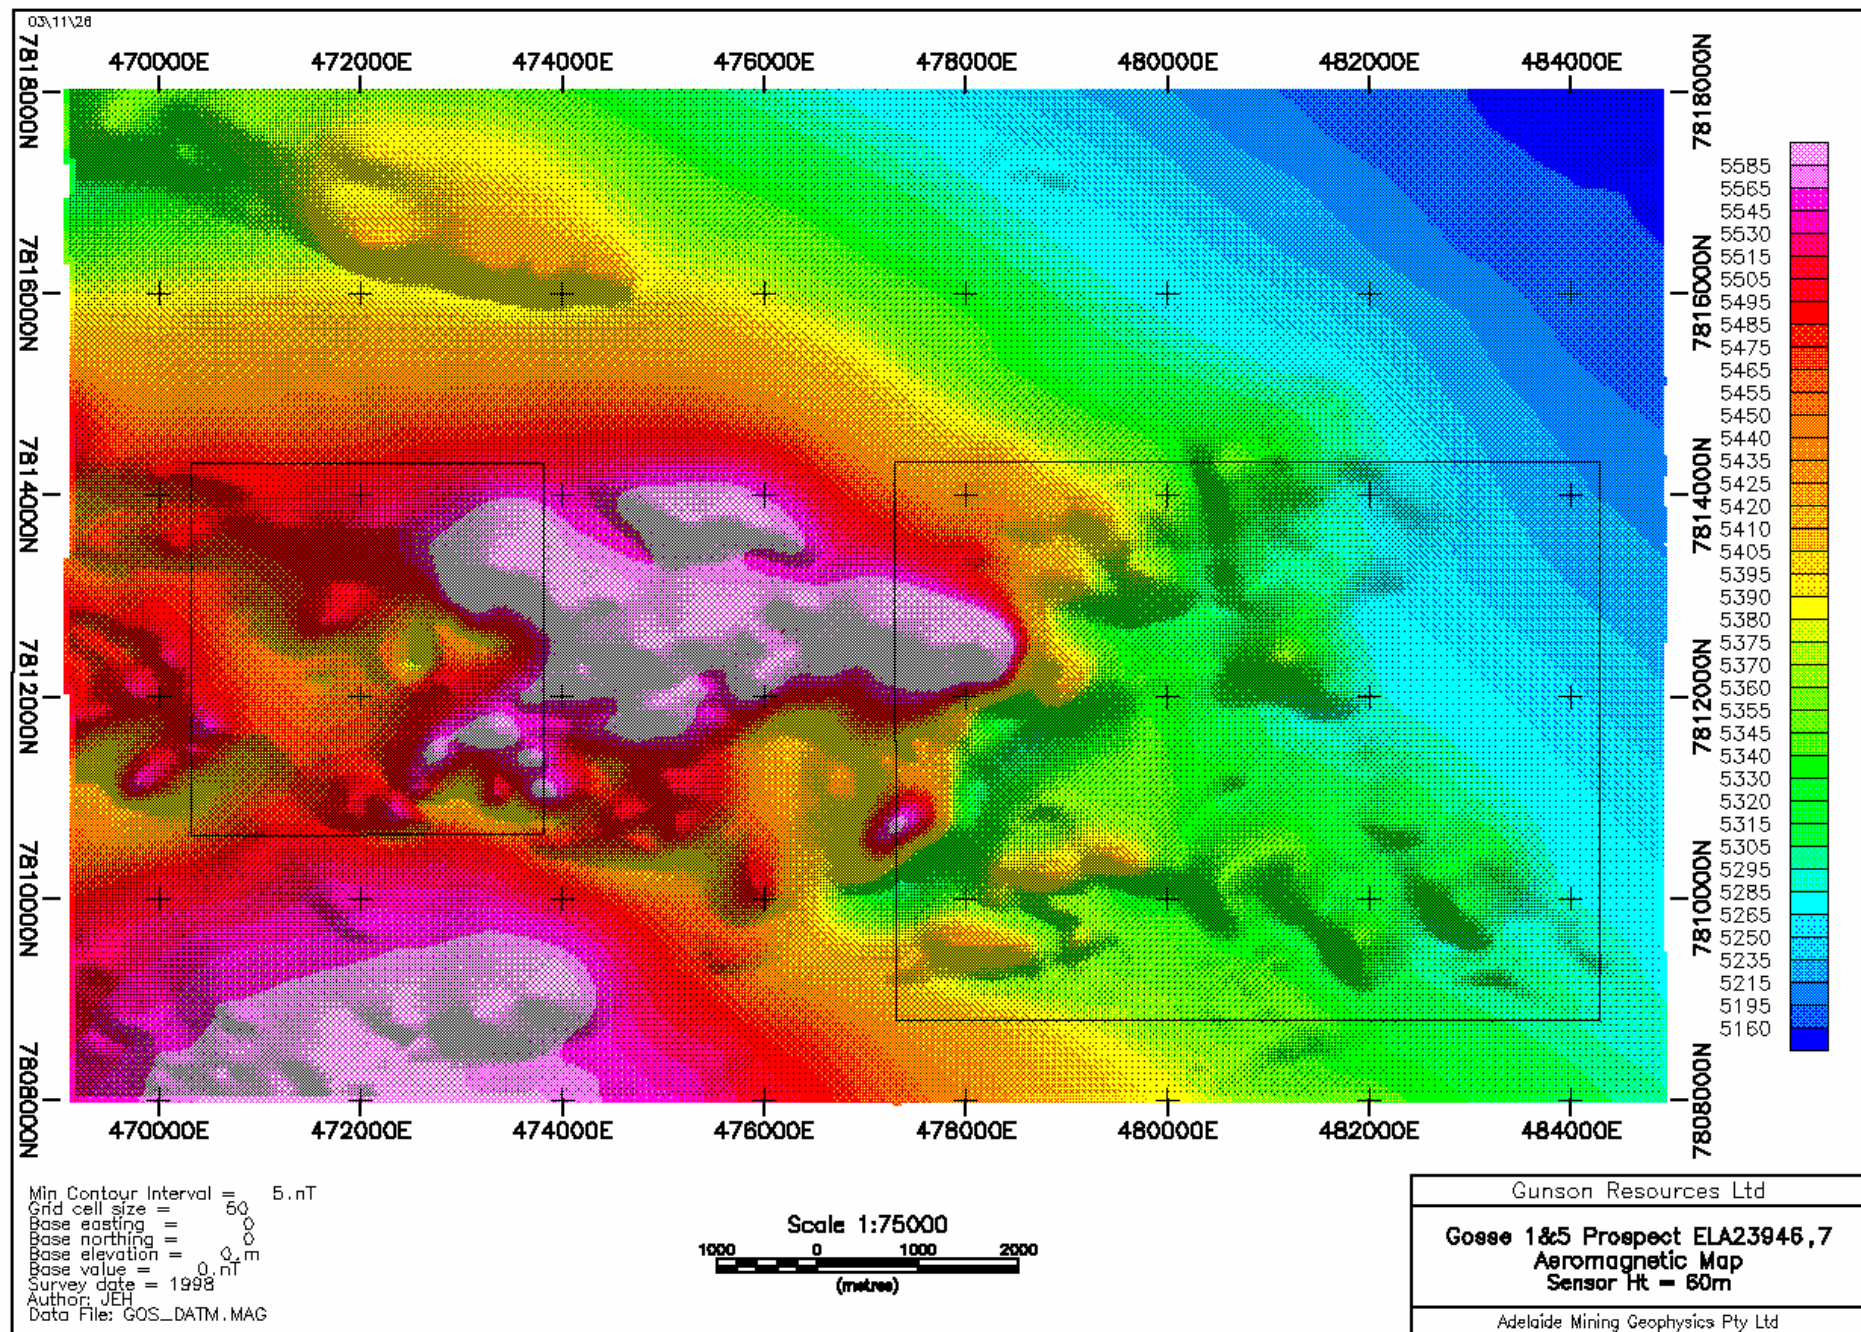 03\11\26
470000E 472000E 474000E 476000E 478000E 480000E 482000E 484000E
7818000N 7818000N
7816000N 7816000N
7814000N 7814000N
7812000N 7812000N
7810000N 7810000N
7808000N 7808000N
5585
5565
5545
5530
5515
5505
5495
5485
5475
5465
5455
5450
5440
5435
5425
5420
5410
5405
5395
5390
5380
5375
5370
5360
5355
5345
5340
5330
5320
5315
5305
5295
5285
5265
5250
5235
5215
5195
5160
470000E 472000E 474000E 476000E 478000E 480000E 482000E 484000E
Min Contour Interval = 5.nT
Grid cell size = 50
Base easting = 0
Base northing = 0
Base elevation = 0.m
Base value = 0.nT
Survey date = 1998
Author: JEH
Data File: GOS_DATM.MAG
Scale 1:75000
1000 0 1000 2000
(metres)
Gunson Resources Ltd
Gosse 1&5 Prospect ELA23946,7
Aeromagnetic Map
Sensor Ht = 60m
Adelaide Mining Geophysics Pty Ltd